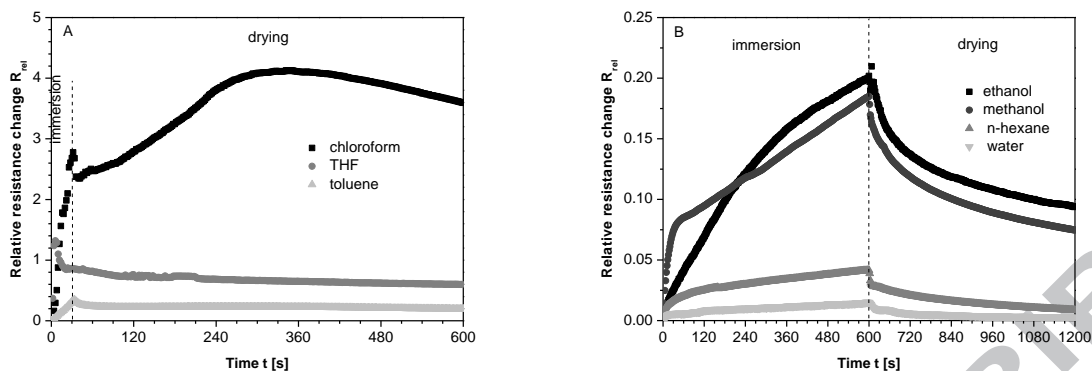 A
drying
immersion
Relative resistance change R_rel
5
4
3
2
1
0
chloroform
THF
toluene
0 120 240 360 480 600
Time t [s]
B
immersion drying
Relative resistance change R_rel
0.25
0.20
0.15
0.10
0.05
0.00
ethanol
methanol
n-hexane
water
0 120 240 360 480 600 720 840 960 1080 1200
Time t [s]